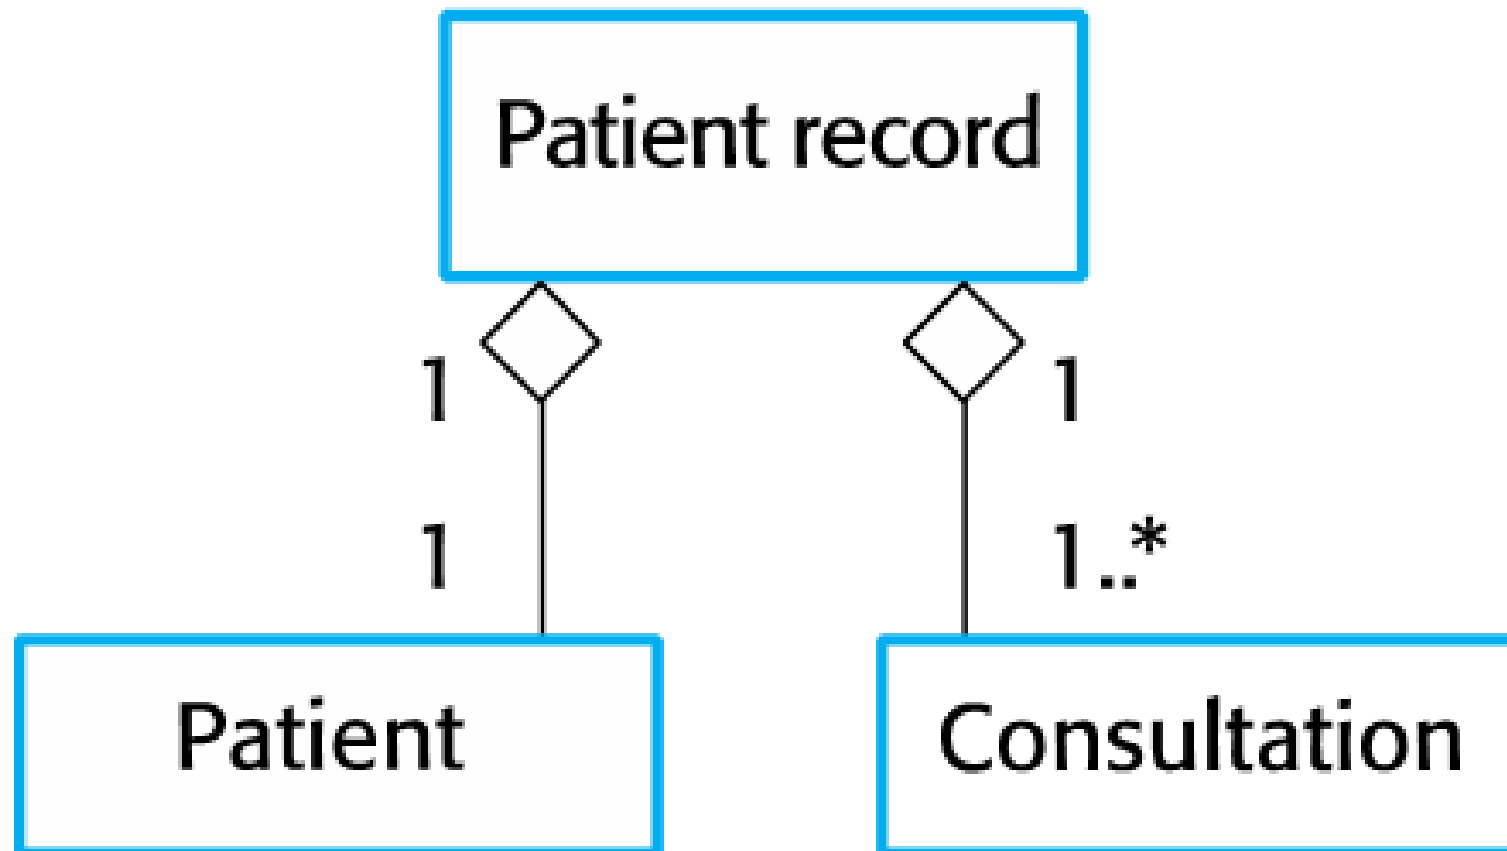 Patient record
1 1
1 1..*
Patient Consultation